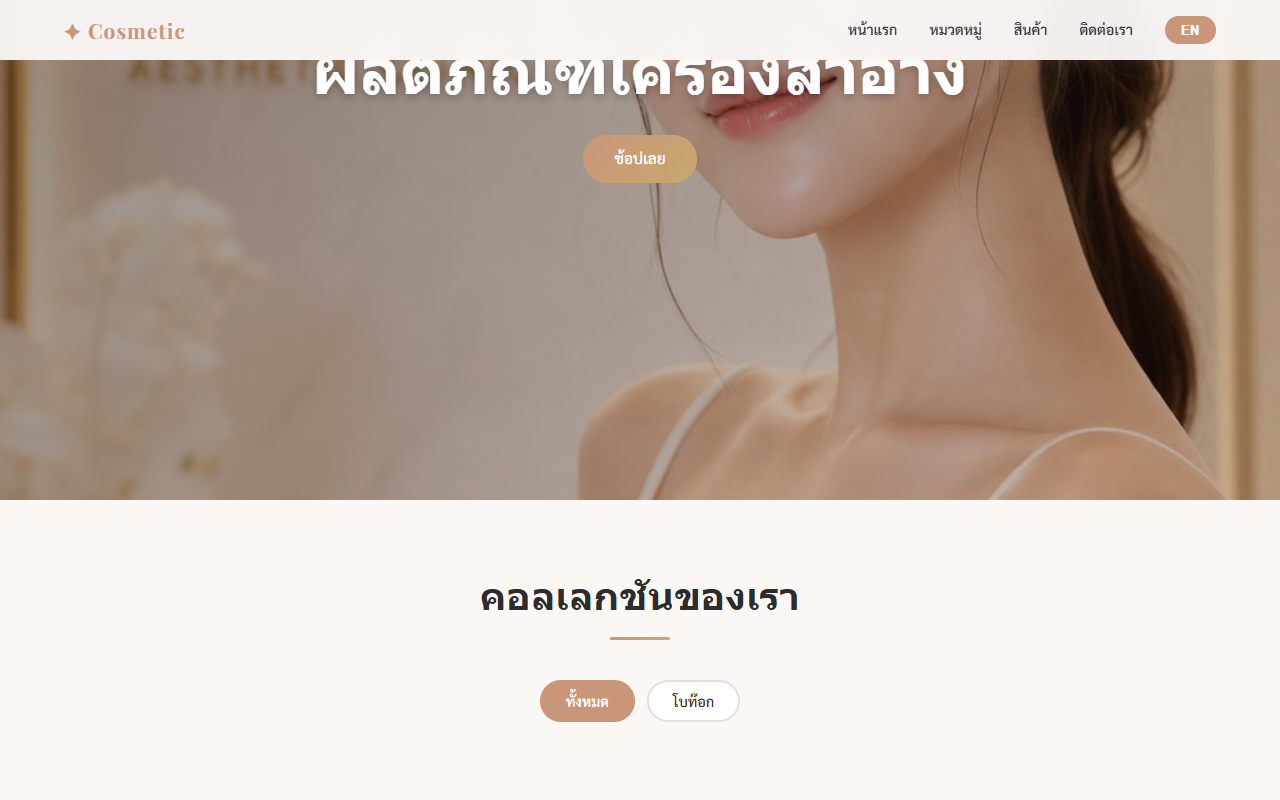 ✦ Cosmetic
หน้าแรก
หมวดหมู่
สินค้า
ติดต่อเรา
EN
AESTHET
ผลิตภัณฑ์เครื่องสำอาง
ช้อปเลย
คอลเลกชันของเรา
ทั้งหมด
โบท๊อก